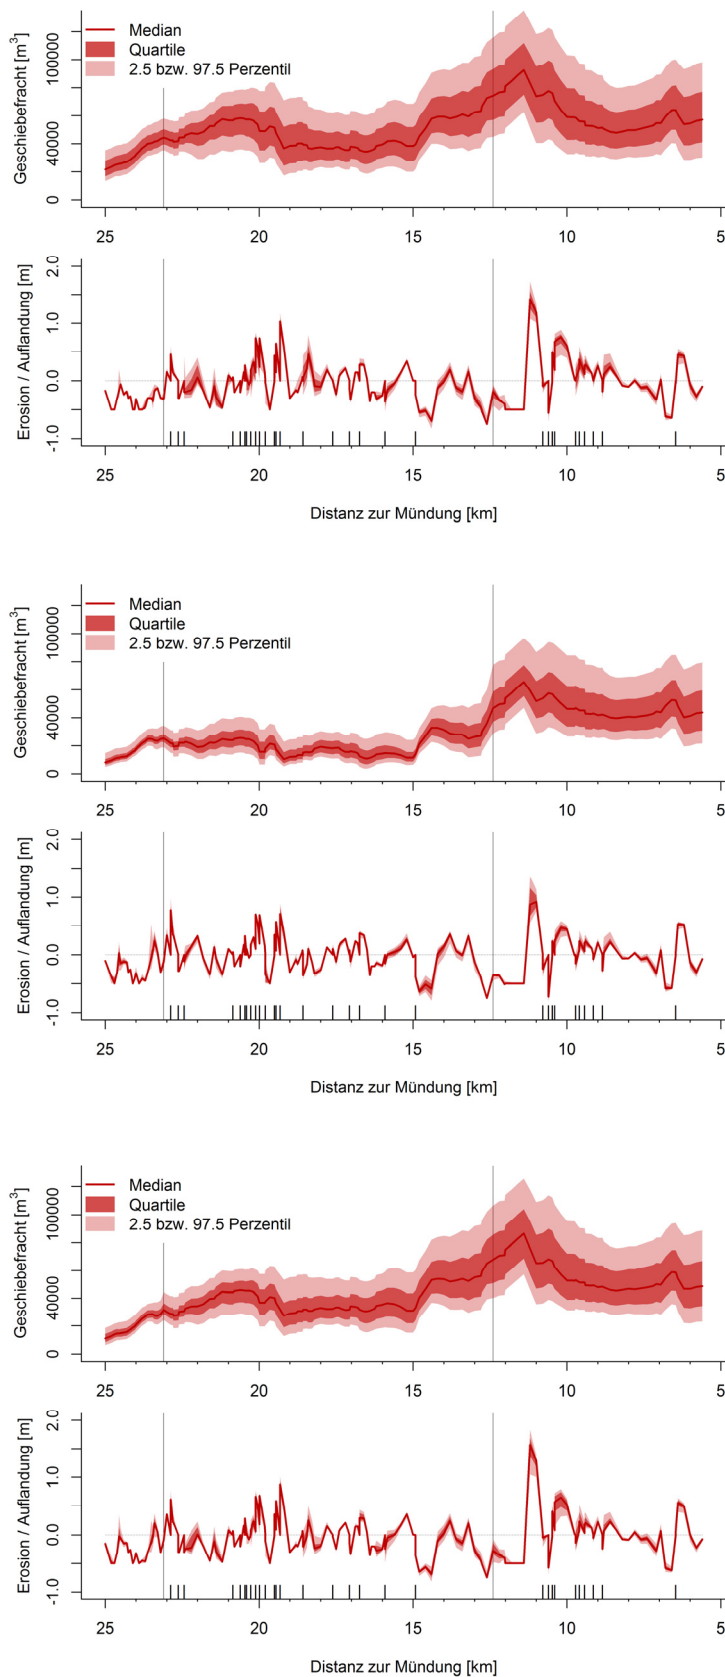 Geschiebefracht [m³]
0 40000 100000
Median
Quartile
2.5 bzw. 97.5 Perzentil
25 20 15 10 5
Erosion / Auflandung [m]
-1.0 0.0 1.0 2.0
25 20 15 10 5
Distanz zur Mündung [km]
Geschiebefracht [m³]
0 40000 100000
Median
Quartile
2.5 bzw. 97.5 Perzentil
25 20 15 10 5
Erosion / Auflandung [m]
-1.0 0.0 1.0 2.0
25 20 15 10 5
Distanz zur Mündung [km]
Geschiebefracht [m³]
0 40000 100000
Median
Quartile
2.5 bzw. 97.5 Perzentil
25 20 15 10 5
Erosion / Auflandung [m]
-1.0 0.0 1.0 2.0
25 20 15 10 5
Distanz zur Mündung [km]